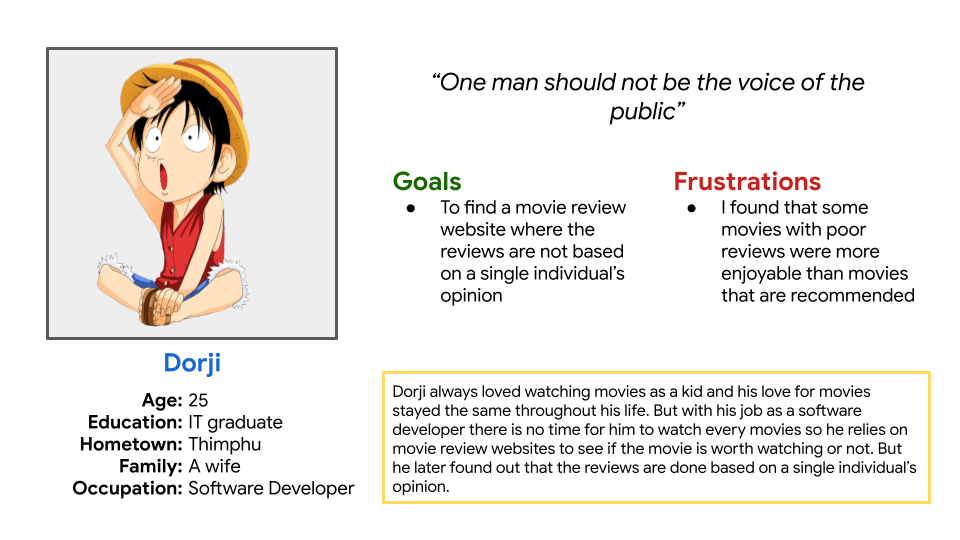 “One man should not be the voice of the
public”
Goals
● To find a movie review
website where the
reviews are not based
on a single individual’s
opinion
Frustrations
● I found that some
movies with poor
reviews were more
enjoyable than movies
that are recommended
Dorji
Age: 25
Education: IT graduate
Hometown: Thimphu
Family: A wife
Occupation: Software Developer
Dorji always loved watching movies as a kid and his love for movies
stayed the same throughout his life. But with his job as a software
developer there is no time for him to watch every movies so he relies on
movie review websites to see if the movie is worth watching or not. But
he later found out that the reviews are done based on a single individual’s
opinion.